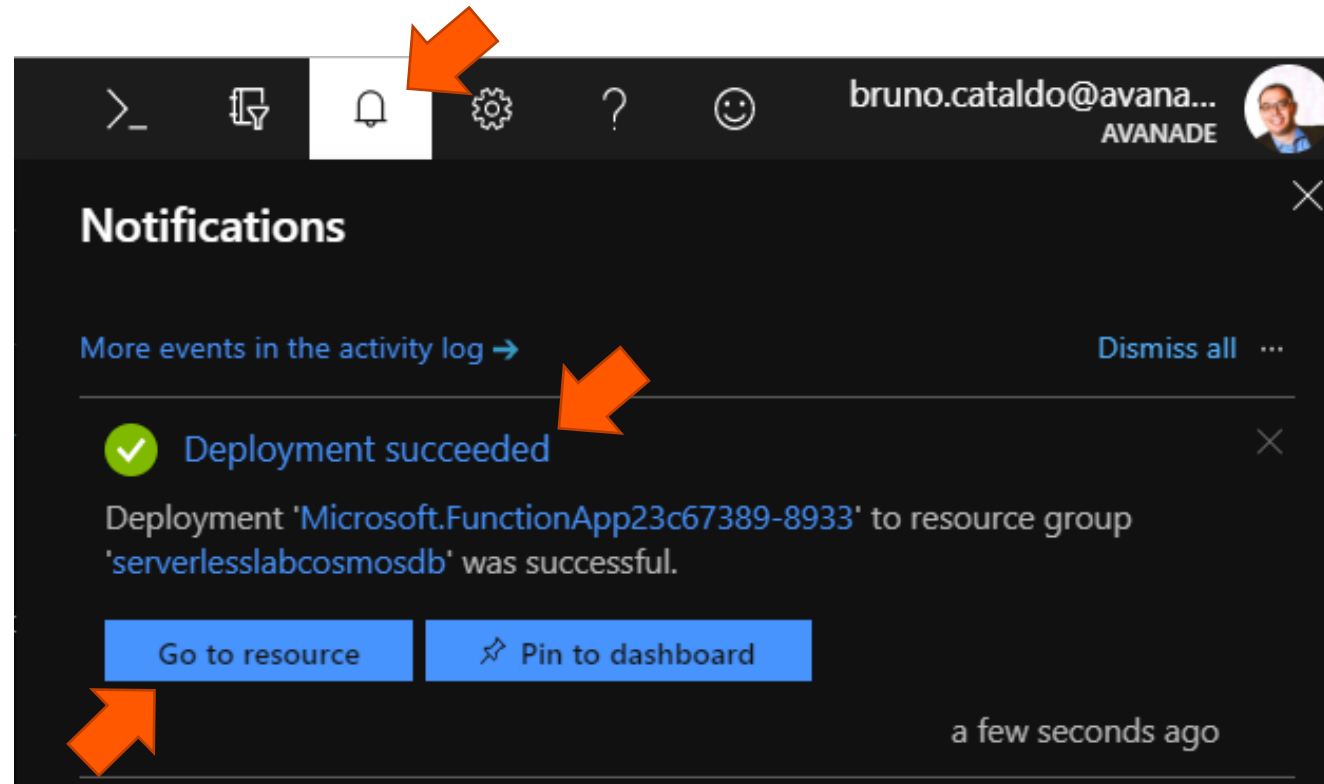 bruno.cataldo@avana...
AVANADE
Notifications
More events in the activity log →
Dismiss all ...
Deployment succeeded
Deployment 'Microsoft.FunctionApp23c67389-8933' to resource group
'serverlesslabcosmosdb' was successful.
Go to resource
Pin to dashboard
a few seconds ago